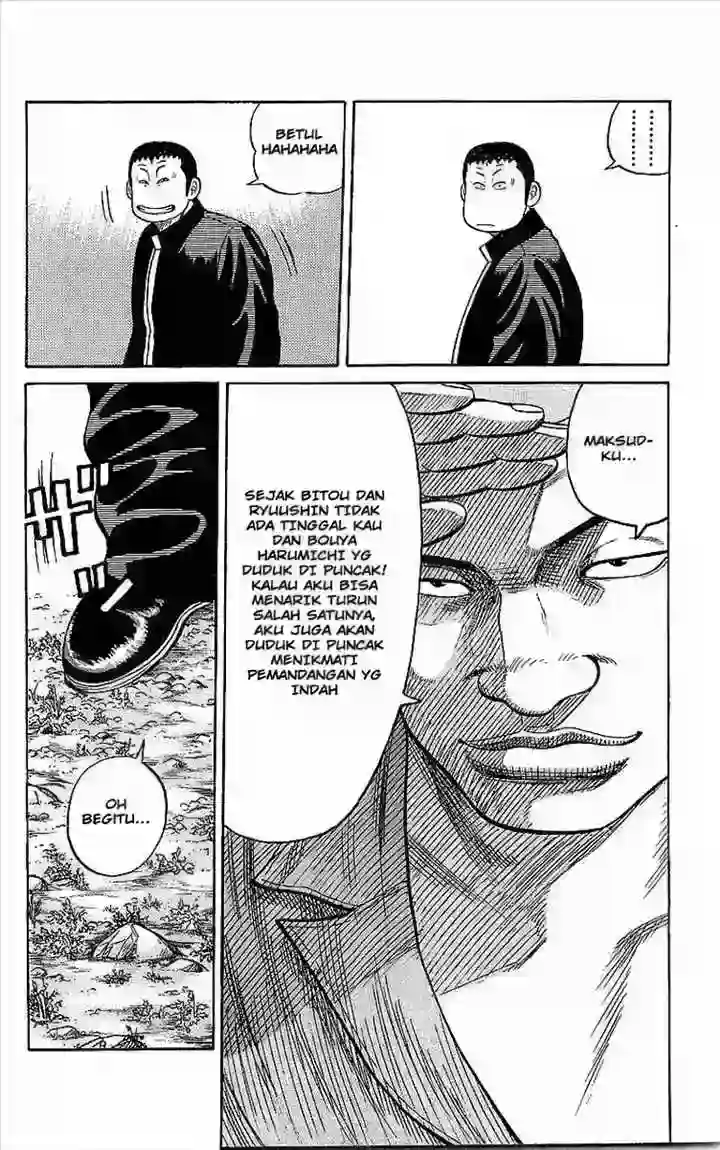 ............
BETUL
HAHAHAHA
MAKSUD-
KU...
SEJAK BITOU DAN
RYUUSHIN TIDAK
ADA TINGGAL KAU
DAN BOUYA
HARUMICHI YG
DUDUK DI PUNCAK!
KALAU AKU BISA
MENARIK TURUN
SALAH SATUNYA,
AKU JUGA AKAN
DUDUK DI PUNCAK
MENIKMATI
PEMANDANGAN YG
INDAH
OH
BEGITU...